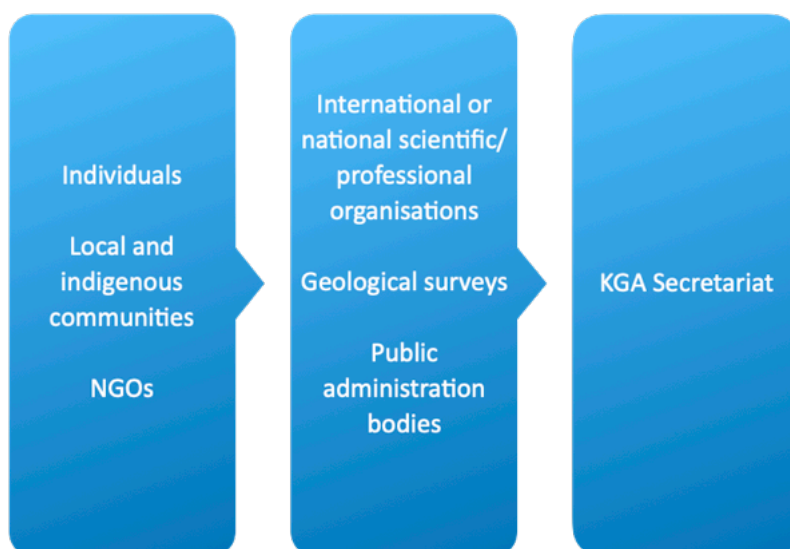 Individuals
Local and
indigenous
communities
NGOs
International or
national scientific/
professional
organisations
Geological surveys
Public
administration
bodies
KGA Secretariat